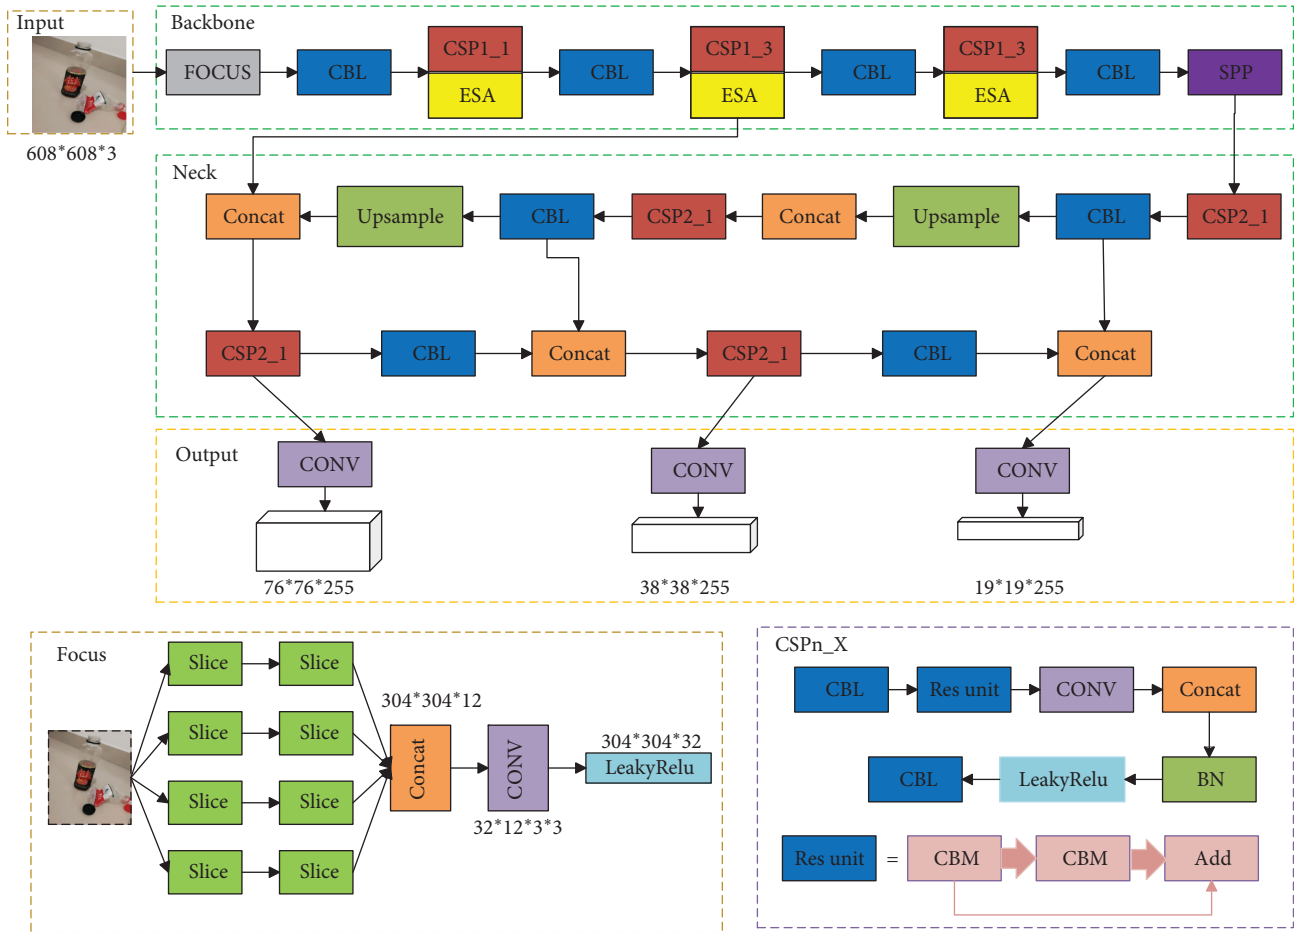 Input
608*608*3
Backbone
FOCUS
CBL
CSP1_1
ESA
CBL
CSP1_3
ESA
CBL
CSP1_3
ESA
CBL
SPP
Neck
Concat
Upsample
CBL
CSP2_1
Concat
Upsample
CBL
CSP2_1
CSP2_1
CBL
Concat
CSP2_1
CBL
Concat
Output
CONV
CONV
CONV
76*76*255
38*38*255
19*19*255
Focus
Slice
Slice
Slice
Slice
Slice
Slice
Slice
Slice
304*304*12
Concat
CONV
32*12*3*3
304*304*32
LeakyRelu
CSPn_X
CBL
Res unit
CONV
Concat
CBL
LeakyRelu
BN
Res unit
=
CBM
CBM
Add